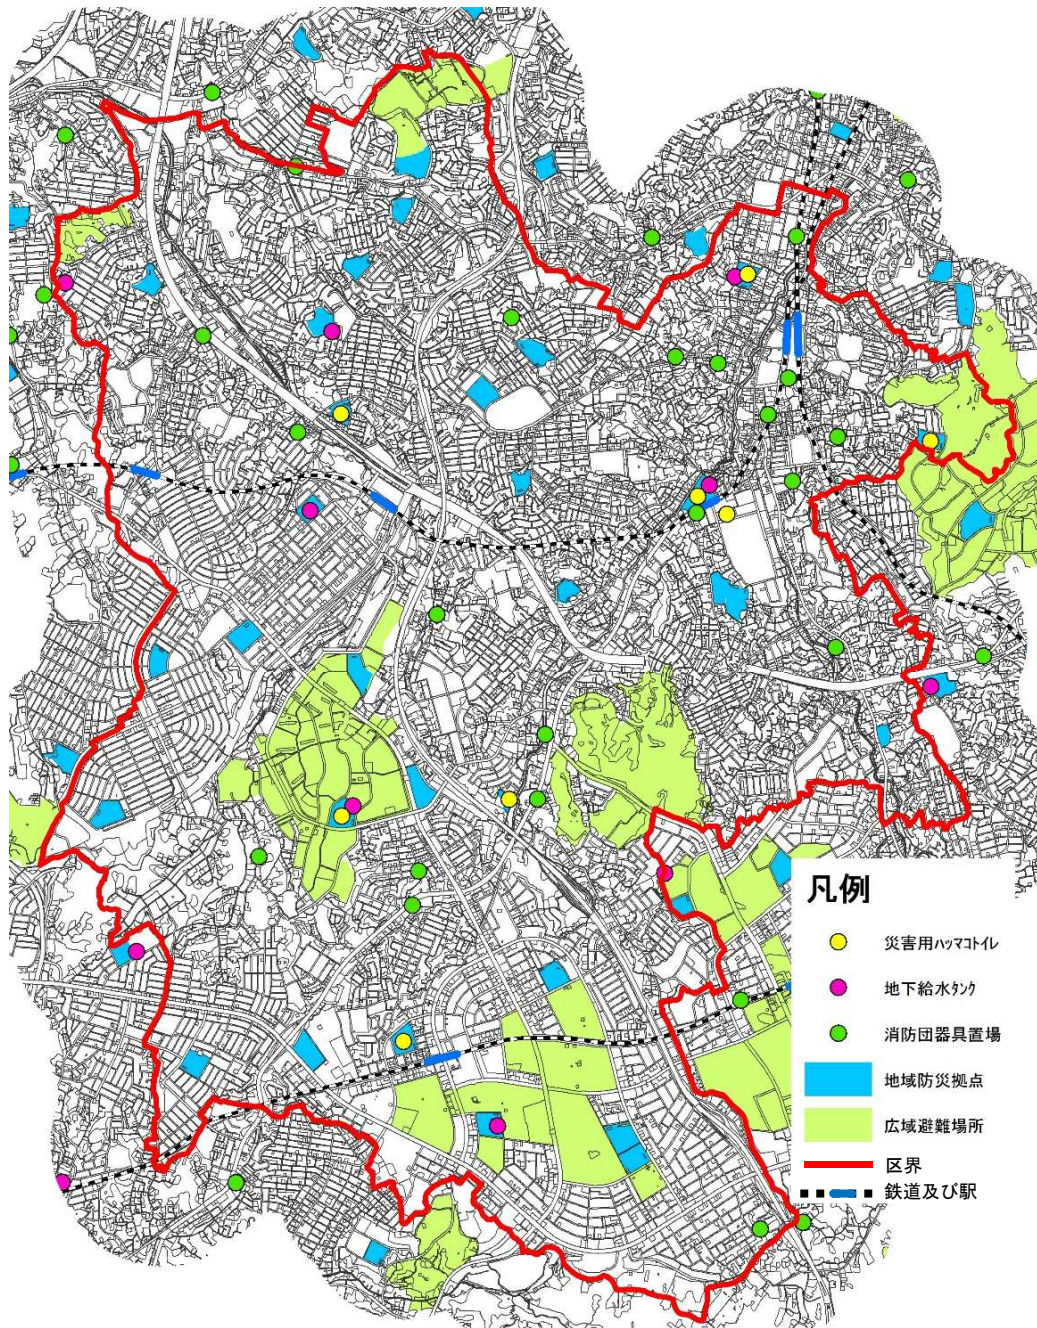 凡例
災害用ハッマコトイレ
地下給水タンク
消防団器具置場
地域防災拠点
広域避難場所
区界
鉄道及び駅